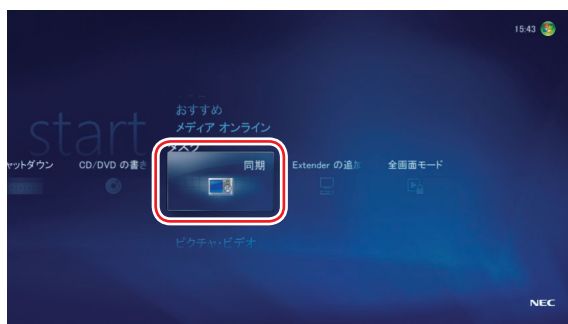 15:43
start
おすすめ
メディア オンライン
タスク
ャットダウン
CD/DVD の書き
同期
Extender の追加
全画面モード
ピクチャ・ビデオ
NEC